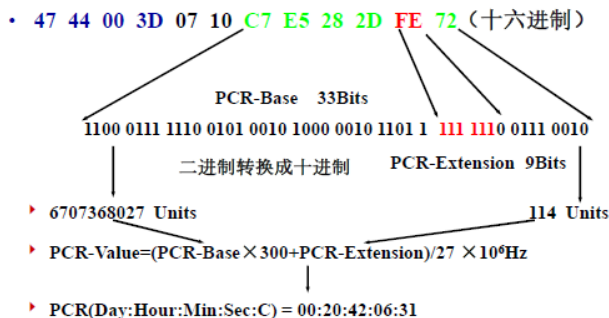 • 47 44 00 3D 07 10 C7 E5 28 2D FE 72（十六进制）
PCR-Base 33Bits
1100 0111 1110 0101 0010 1000 0010 1101 1 111 111 0 0111 0010
二进制转换成十进制 PCR-Extension 9Bits
6707368027 Units 114 Units
PCR-Value=(PCR-Base×300+PCR-Extension)/27 ×10⁶Hz
PCR(Day:Hour:Min:Sec:C) = 00:20:42:06:31